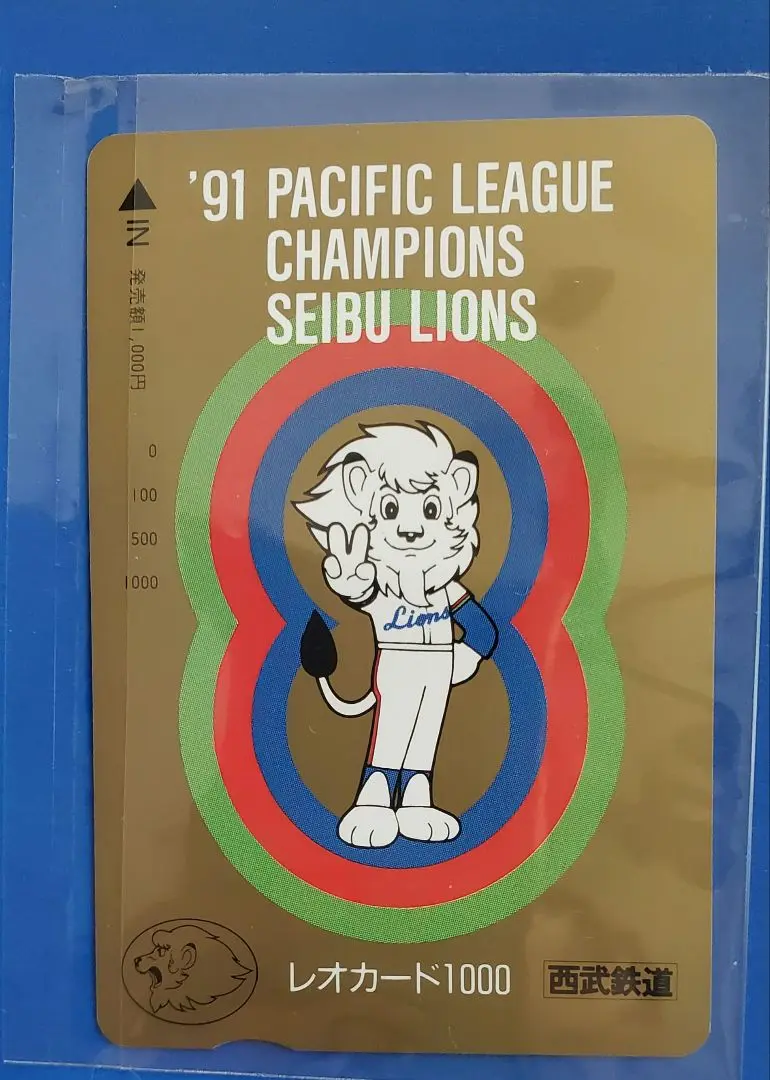 '91 PACIFIC LEAGUE
CHAMPIONS
SEIBU LIONS
IN
発売額1,000円
0
100
500
1000
Lions
レオカード1000
西武鉄道